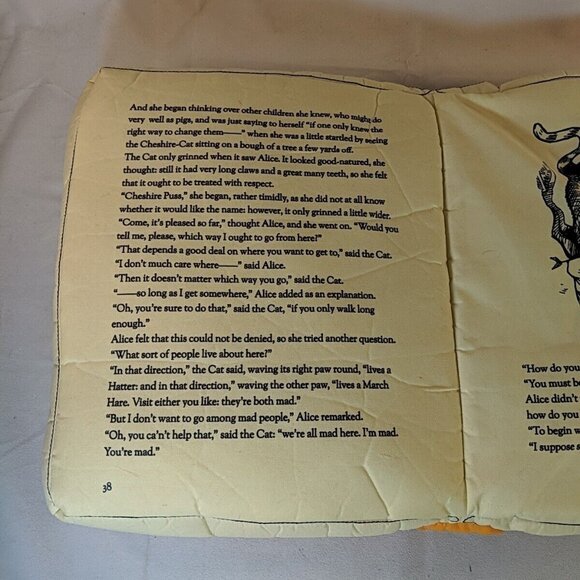 And she began thinking over other children she knew, who might do
very well as pigs, and was just saying to herself "if one only knew the
right way to change them——" when she was a little startled by seeing
the Cheshire-Cat sitting on a bough of a tree a few yards off.
The Cat only grinned when it saw Alice. It looked good-natured, she
thought: still it had very long claws and a great many teeth, so she felt
that it ought to be treated with respect.
"Cheshire Puss," she began, rather timidly, as she did not at all know
whether it would like the name: however, it only grinned a little wider.
"Come, it's pleased so far," thought Alice, and she went on. "Would you
tell me, please, which way I ought to go from here?"
"That depends a good deal on where you want to get to," said the Cat.
"I don't much care where——" said Alice.
"Then it doesn't matter which way you go," said the Cat.
"——so long as I get somewhere," Alice added as an explanation.
"Oh, you're sure to do that," said the Cat, "if you only walk long
enough."
Alice felt that this could not be denied, so she tried another question.
"What sort of people live about here?"
"In that direction," the Cat said, waving its right paw round, "lives a
Hatter: and in that direction," waving the other paw, "lives a March
Hare. Visit either you like: they're both mad."
"But I don't want to go among mad people," Alice remarked.
"Oh, you ca'n't help that," said the Cat: "we're all mad here. I'm mad.
You're mad."
38
"How do you
"You must be
Alice didn't
how do you
"To begin w
"I suppose s